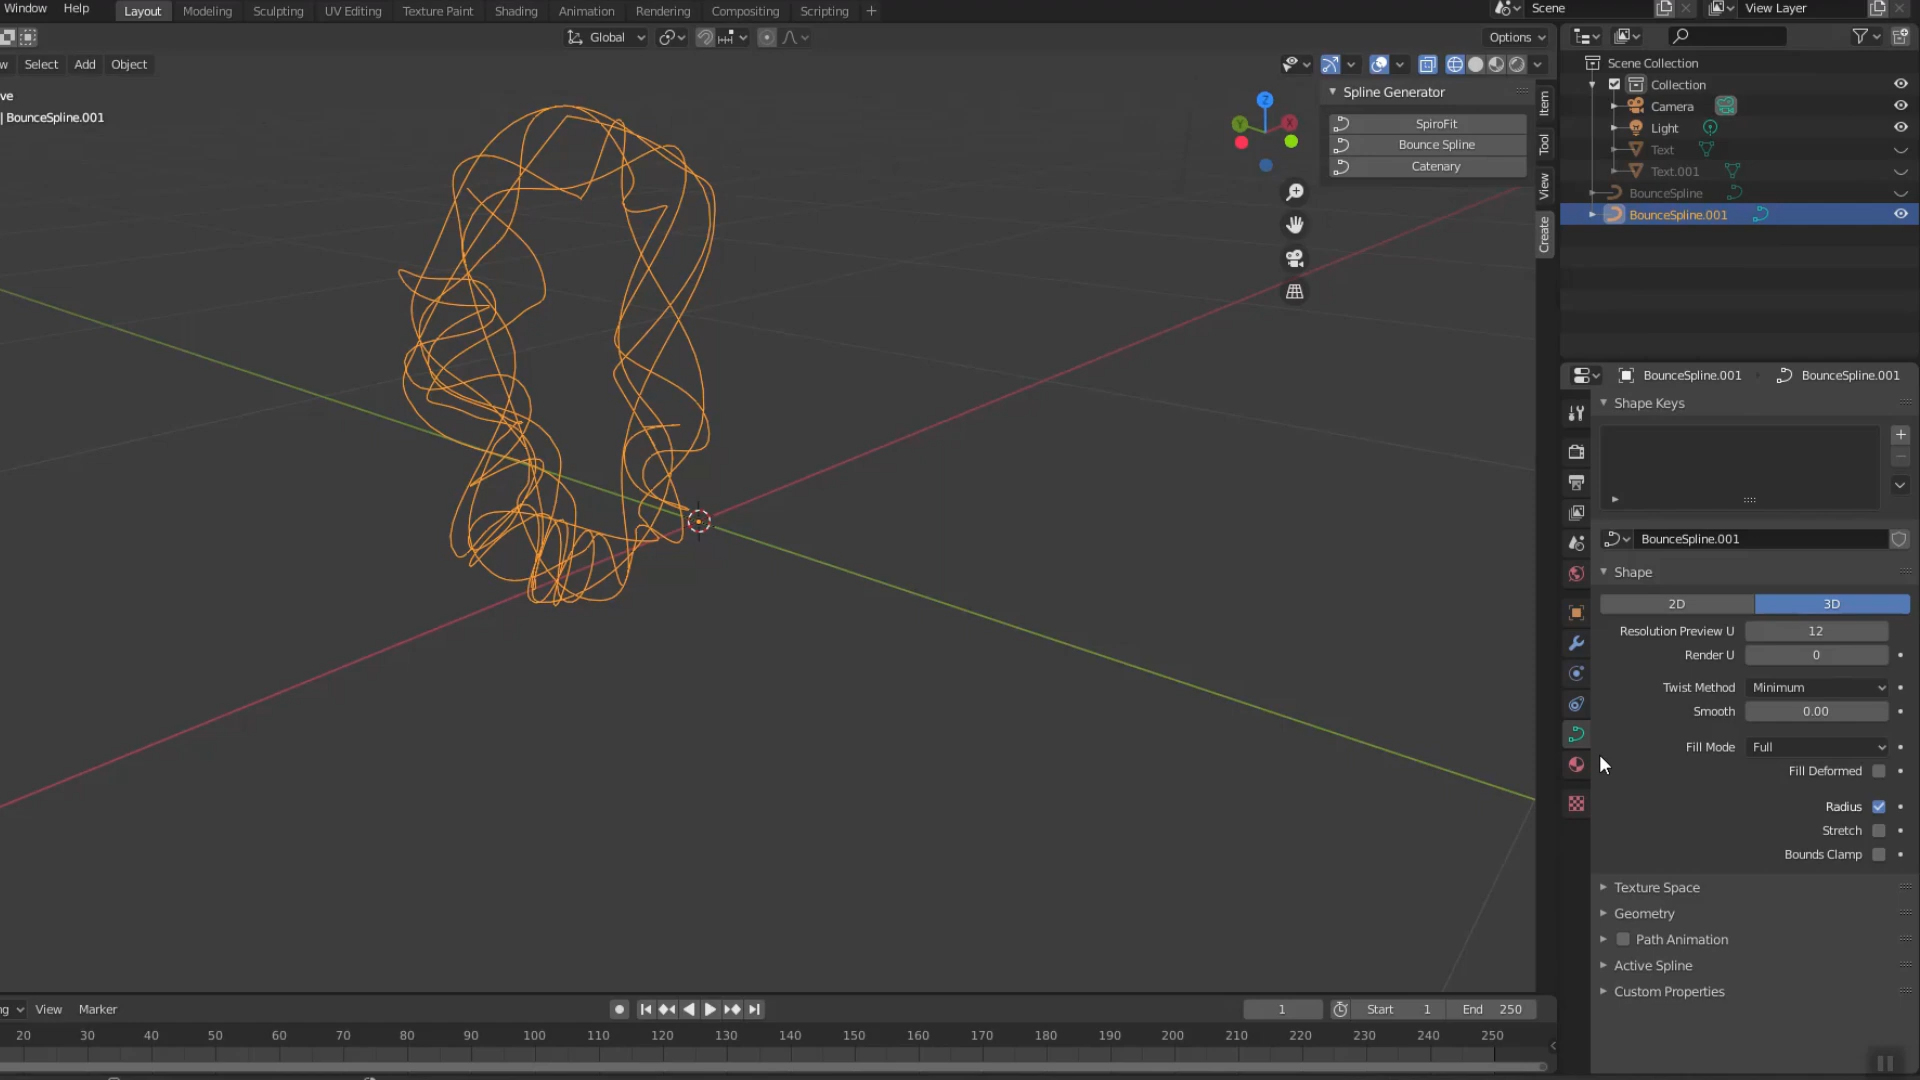 Window Help Layout Modeling Sculpting UV Editing Texture Paint Shading Animation Rendering Compositing Scripting + Scene View Layer
Global Options
w Select Add Object
ve
| BounceSpline.001
Spline Generator
SpiroFit
Bounce Spline
Catenary
Item
Tool
View
Create
X
Y
Z
Scene Collection
Collection
Camera
Light
Text
Text.001
BounceSpline
BounceSpline.001
BounceSpline.001 BounceSpline.001
Shape Keys
BounceSpline.001
Shape
2D 3D
Resolution Preview U 12
Render U 0
Twist Method Minimum
Smooth 0.00
Fill Mode Full
Fill Deformed
Radius
Stretch
Bounds Clamp
Texture Space
Geometry
Path Animation
Active Spline
Custom Properties
ng View Marker 1 Start 1 End 250
20 30 40 50 60 70 80 90 100 110 120 130 140 150 160 170 180 190 200 210 220 230 240 250